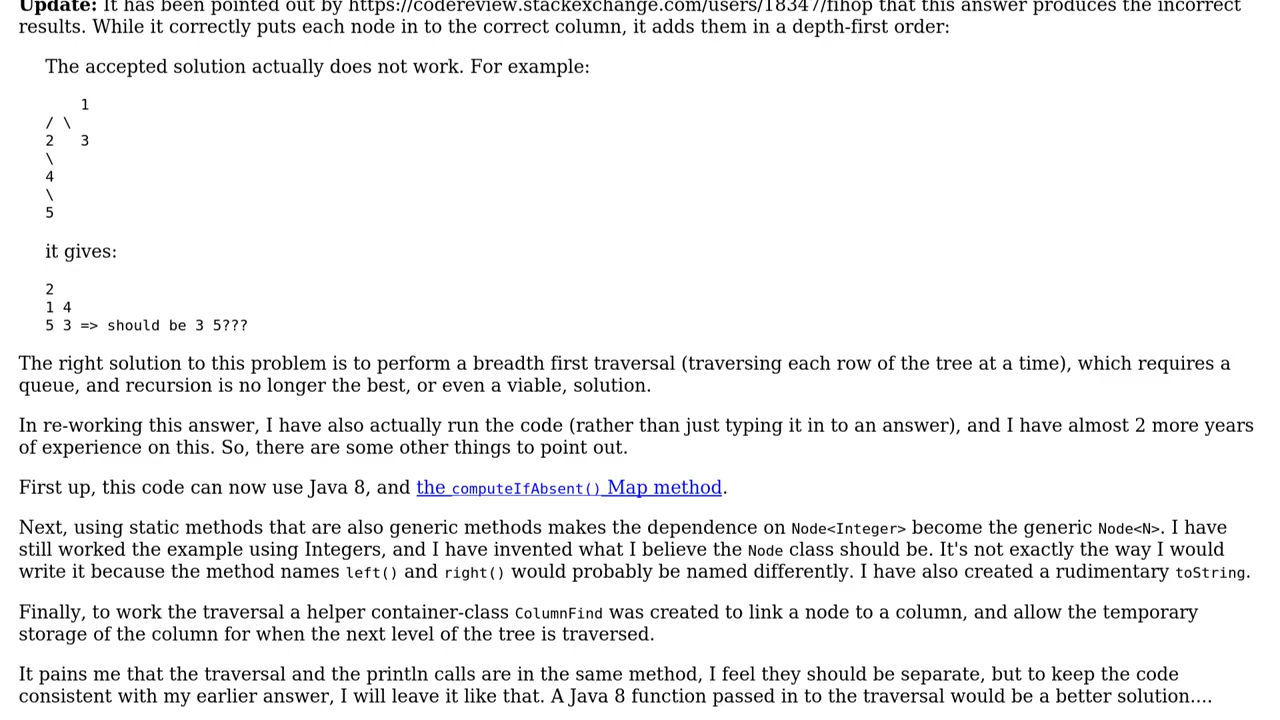 Update: It has been pointed out by https://codereview.stackexchange.com/users/18347/fihop that this answer produces the incorrect
results. While it correctly puts each node in to the correct column, it adds them in a depth-first order:
The accepted solution actually does not work. For example:
1
/ \
2   3
\
4
\
5
it gives:
2
1 4
5 3 => should be 3 5???
The right solution to this problem is to perform a breadth first traversal (traversing each row of the tree at a time), which requires a
queue, and recursion is no longer the best, or even a viable, solution.
In re-working this answer, I have also actually run the code (rather than just typing it in to an answer), and I have almost 2 more years
of experience on this. So, there are some other things to point out.
First up, this code can now use Java 8, and the computeIfAbsent() Map method.
Next, using static methods that are also generic methods makes the dependence on Node<Integer> become the generic Node<N>. I have
still worked the example using Integers, and I have invented what I believe the Node class should be. It's not exactly the way I would
write it because the method names left() and right() would probably be named differently. I have also created a rudimentary toString.
Finally, to work the traversal a helper container-class ColumnFind was created to link a node to a column, and allow the temporary
storage of the column for when the next level of the tree is traversed.
It pains me that the traversal and the println calls are in the same method, I feel they should be separate, but to keep the code
consistent with my earlier answer, I will leave it like that. A Java 8 function passed in to the traversal would be a better solution....